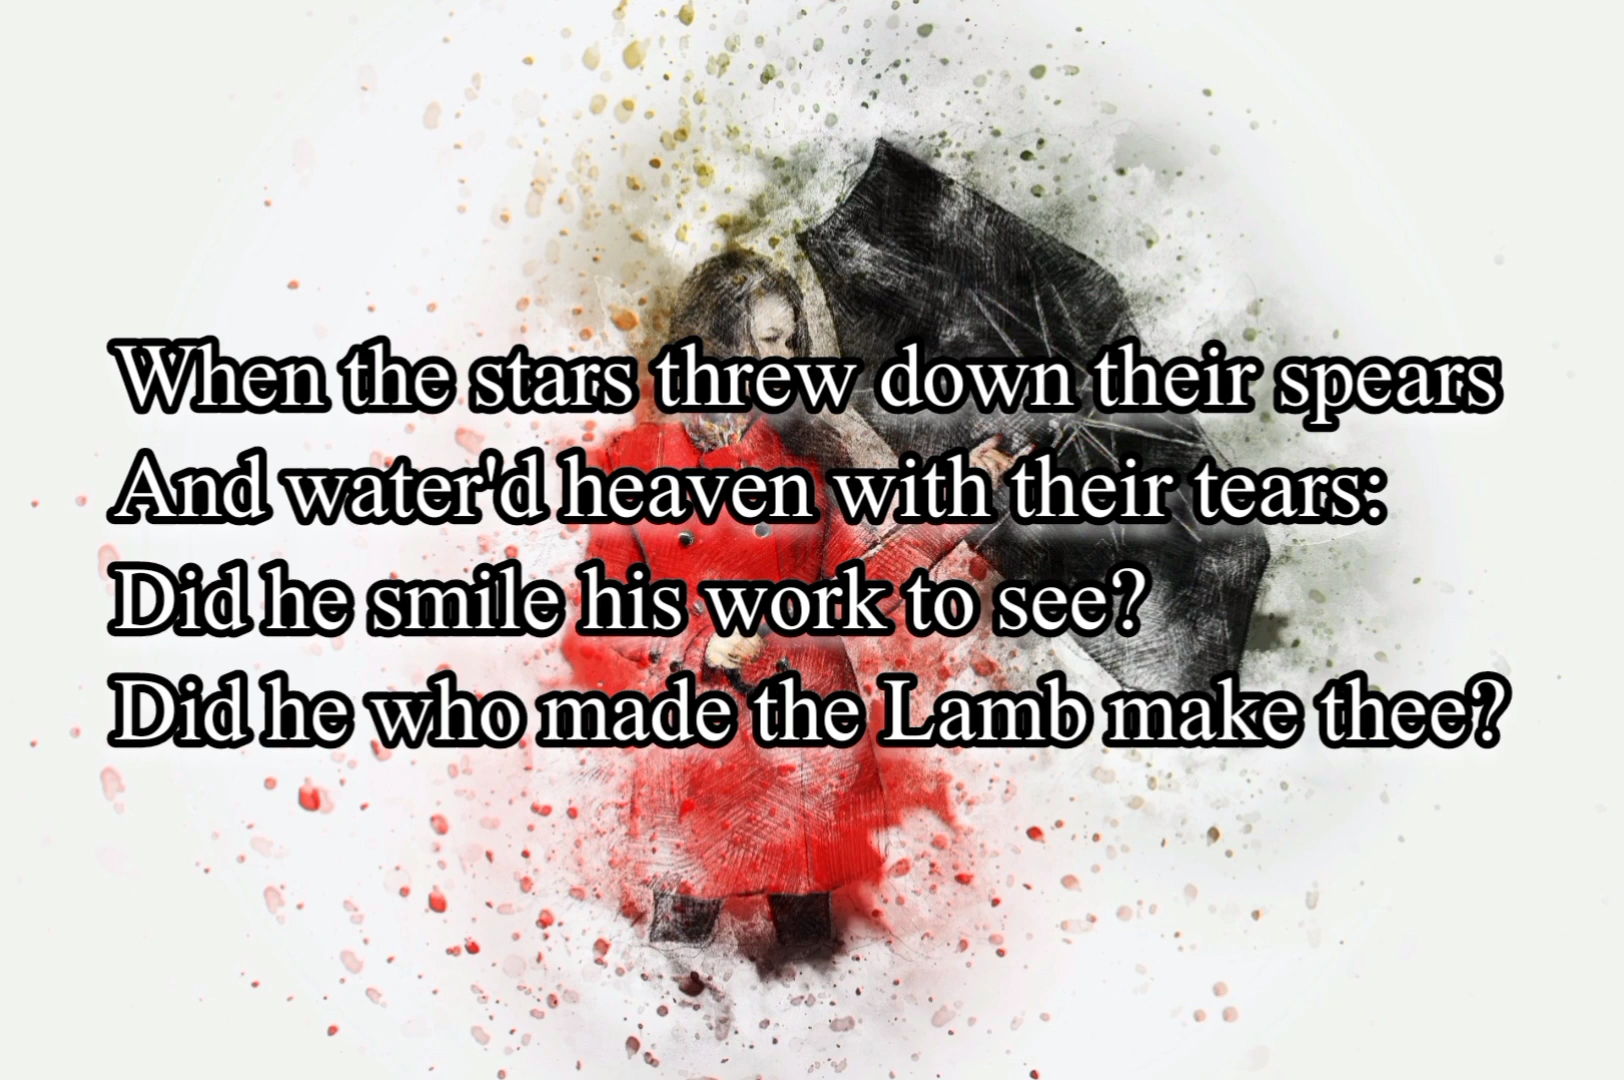 When the stars threw down their spears
And water'd heaven with their tears:
Did he smile his work to see?
Did he who made the Lamb make thee?